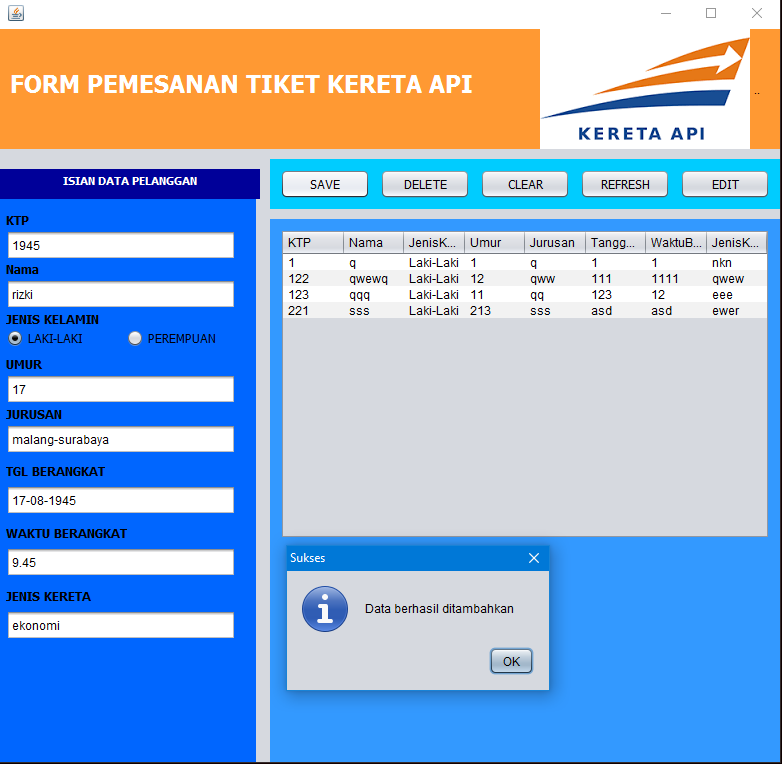 FORM PEMESANAN TIKET KERETA API
KERETA API
..
ISIAN DATA PELANGGAN
SAVE DELETE CLEAR REFRESH EDIT
KTP
1945
Nama
rizki
JENIS KELAMIN
LAKI-LAKI PEREMPUAN
UMUR
17
JURUSAN
malang-surabaya
TGL BERANGKAT
17-08-1945
WAKTU BERANGKAT
9.45
JENIS KERETA
ekonomi
KTP Nama JenisK... Umur Jurusan Tangg... WaktuB... JenisK...
1 q Laki-Laki 1 q 1 1 nkn
122 qwewq Laki-Laki 12 qww 111 1111 qwew
123 qqq Laki-Laki 11 qq 123 12 eee
221 sss Laki-Laki 213 sss asd asd ewer
Sukses
Data berhasil ditambahkan
OK